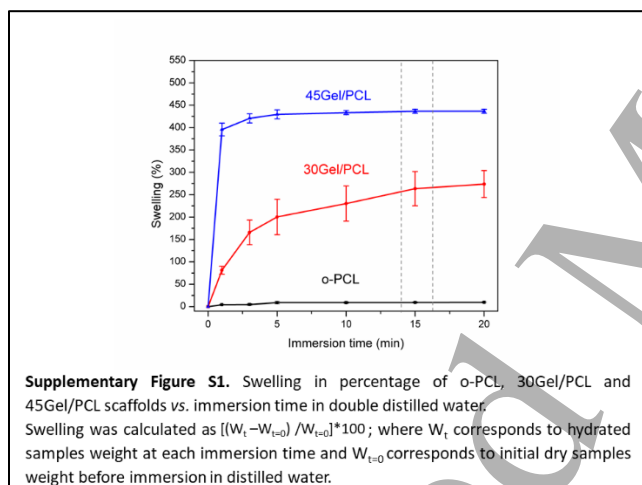 550
500
450
400
350
300
250
200
150
100
50
0
Swelling (%)
45Gel/PCL
30Gel/PCL
o-PCL
0 5 10 15 20
Immersion time (min)
Supplementary Figure S1. Swelling in percentage of o-PCL, 30Gel/PCL and
45Gel/PCL scaffolds vs. immersion time in double distilled water.
Swelling was calculated as [(Wt –Wt=0) /Wt=0]*100 ; where Wt corresponds to hydrated
samples weight at each immersion time and Wt=0 corresponds to initial dry samples
weight before immersion in distilled water.